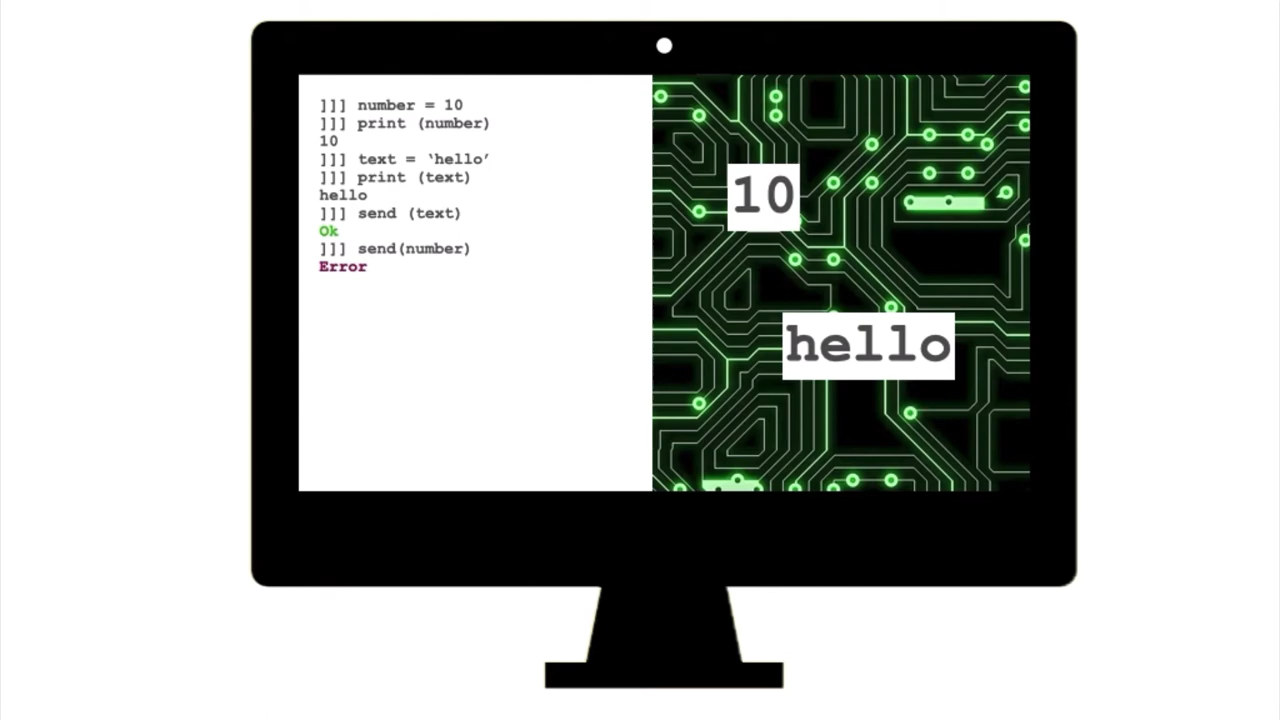 ]]] number = 10
]]] print (number)
10
]]] text = ‘hello’
]]] print (text)
hello
]]] send (text)
Ok
]]] send(number)
Error
10
hello